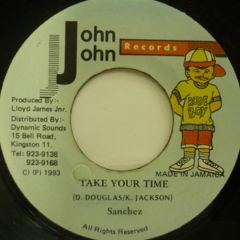 John
John
Records
RUDE
BOY
Produced By:-
Lloyd James Jnr.
Distributed By:-
Dynamic Sounds
15 Bell Road,
Kingston 11.
Tel: 923-9138
923-9168
C (P) 1993
MADE IN JAMAICA
TAKE YOUR TIME
(D. DOUGLAS/K. JACKSON)
Sanchez
All Rights Reserved